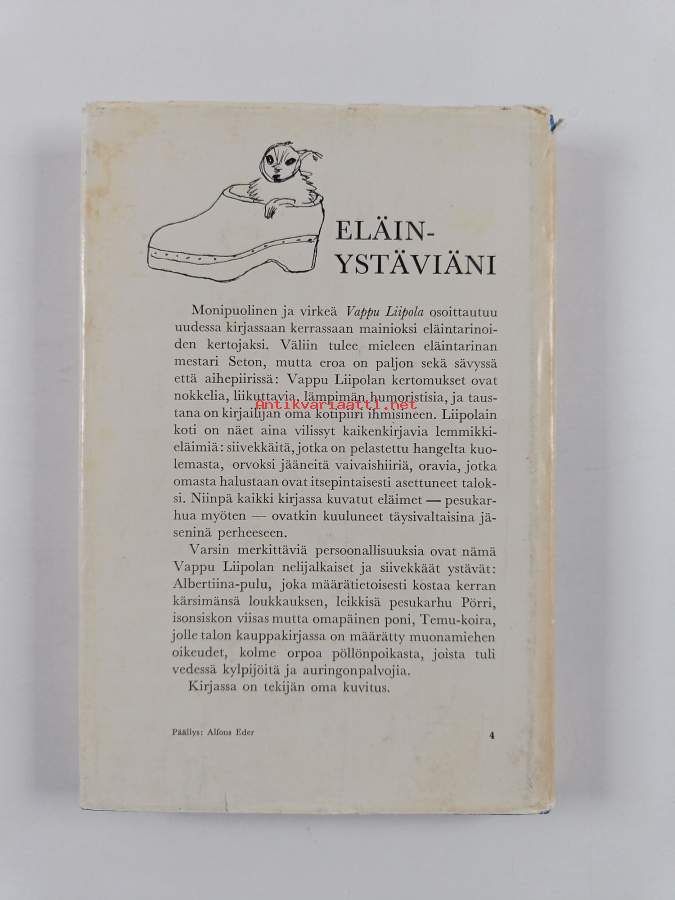 ELÄIN-
YSTÄVIÄNI
Monipuolinen ja virkeä Vappu Liipola osoittautuu
uudessa kirjassaan kerrassaan mainioksi eläintarinoi-
den kertojaksi. Väliin tulee mieleen eläintarinan
mestari Seton, mutta eroa on paljon sekä sävyssä
että aihepiirissä: Vappu Liipolan kertomukset ovat
nokkelia, liikuttavia, lämpimän humoristisia, ja taus-
Antikvariaatti.net
tana on kirjailijan oma kotipiiri ihmisineen. Liipolain
koti on näet aina vilissyt kaikenkirjavia lemmikki-
eläimiä: siivekkäitä, jotka on pelastettu hangelta kuo-
lemasta, orvoksi jääneitä vaivaishiiriä, oravia, jotka
omasta halustaan ovat itsepintaisesti asettuneet talok-
si. Niinpä kaikki kirjassa kuvatut eläimet — pesukar-
hua myöten — ovatkin kuuluneet täysivaltaisina jä-
seninä perheeseen.
Varsin merkittäviä persoonallisuuksia ovat nämä
Vappu Liipolan nelijalkaiset ja siivekkäät ystävät:
Albertiina-pulu, joka määrätietoisesti kostaa kerran
kärsimänsä loukkauksen, leikkisä pesukarhu Pörri,
isonsiskon viisas mutta omapäinen poni, Temu-koira,
jolle talon kauppakirjassa on määrätty muonamiehen
oikeudet, kolme orpoa pöllönpoikasta, joista tuli
vedessä kylpijöitä ja auringonpalvojia.
Kirjassa on tekijän oma kuvitus.
Päällys: Alfons Eder
4